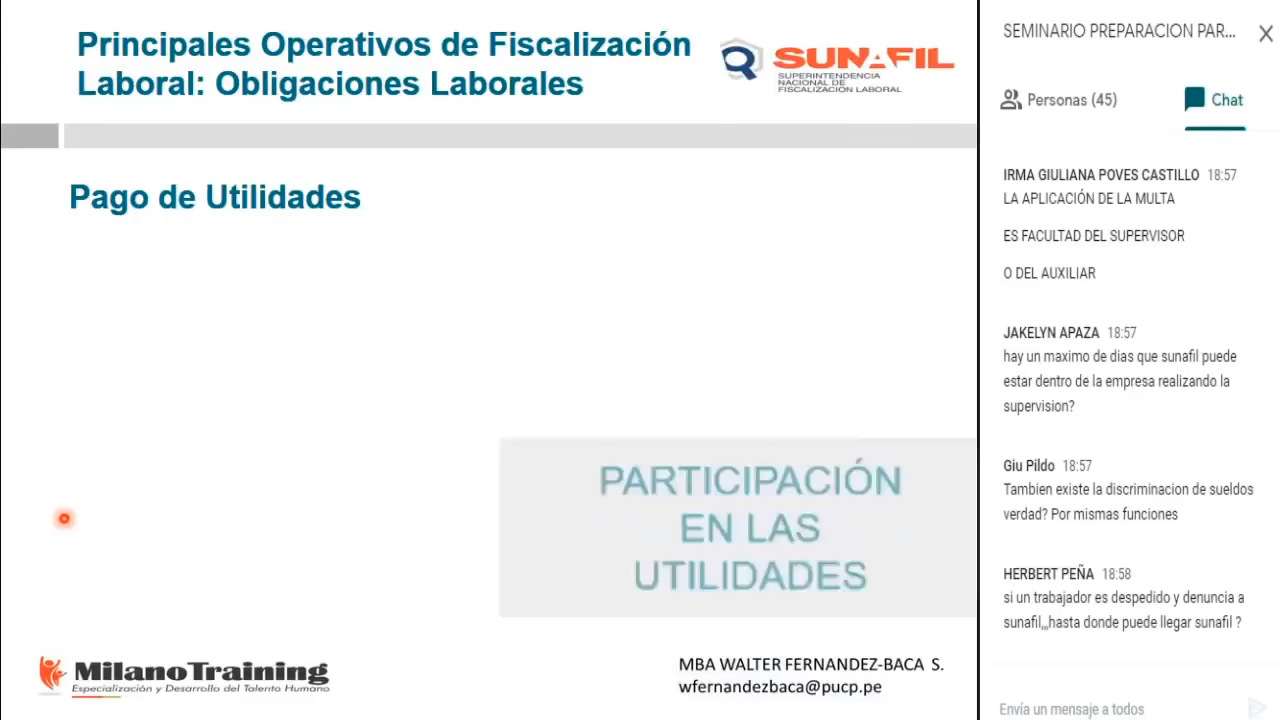 Principales Operativos de Fiscalización
Laboral: Obligaciones Laborales
SUNAFIL
SUPERINTENDENCIA
NACIONAL DE
FISCALIZACIÓN LABORAL
Pago de Utilidades
PARTICIPACIÓN
EN LAS
UTILIDADES
MilanoTraining
Especialización y Desarrollo del Talento Humano
MBA WALTER FERNANDEZ-BACA S.
wfernandezbaca@pucp.pe
SEMINARIO PREPARACION PAR...
Personas (45)
Chat
IRMA GIULIANA POVES CASTILLO 18:57
LA APLICACIÓN DE LA MULTA
ES FACULTAD DEL SUPERVISOR
O DEL AUXILIAR
JAKELYN APAZA 18:57
hay un maximo de dias que sunafil puede
estar dentro de la empresa realizando la
supervision?
Giu Pildo 18:57
Tambien existe la discriminacion de sueldos
verdad? Por mismas funciones
HERBERT PEÑA 18:58
si un trabajador es despedido y denuncia a
sunafil,,,hasta donde puede llegar sunafil ?
Envía un mensaje a todos